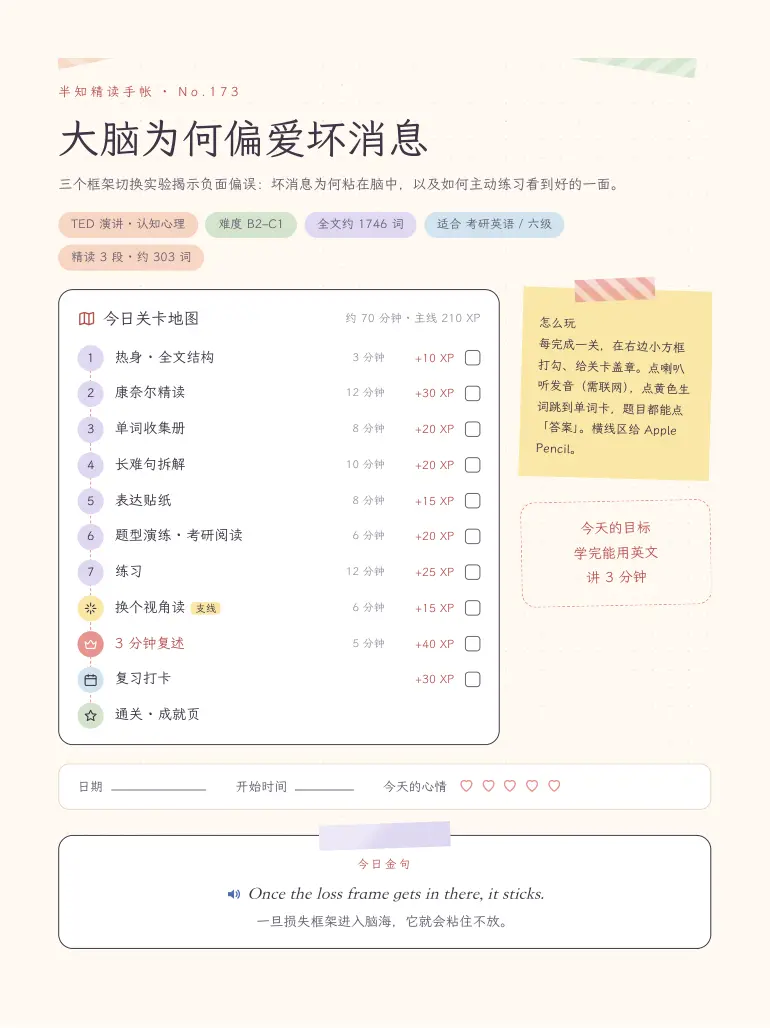 半知精读手帐 · No.173
大脑为何偏爱坏消息
三个框架切换实验揭示负面偏误：坏消息为何粘在脑中，以及如何主动练习看到好的一面。
TED 演讲·认知心理
难度 B2–C1
全文约 1746 词
适合 考研英语 / 六级
精读 3 段·约 303 词
今日关卡地图
约 70 分钟·主线 210 XP
1 热身·全文结构 3 分钟 +10 XP
2 康奈尔精读 12 分钟 +30 XP
3 单词收集册 8 分钟 +20 XP
4 长难句拆解 10 分钟 +20 XP
5 表达贴纸 8 分钟 +15 XP
6 题型演练·考研阅读 6 分钟 +20 XP
7 练习 12 分钟 +25 XP
换个视角读 支线 6 分钟 +15 XP
3 分钟复述 5 分钟 +40 XP
复习打卡 +30 XP
通关·成就页
怎么玩
每完成一关，在右边小方框
打勾、给关卡盖章。点喇叭
听发音（需联网），点黄色生
词跳到单词卡，题目都能点
「答案」。横线区给 Apple
Pencil。
今天的目标
学完能用英文
讲 3 分钟
日期
开始时间
今天的心情
今日金句
Once the loss frame gets in there, it sticks.
一旦损失框架进入脑海，它就会粘住不放。